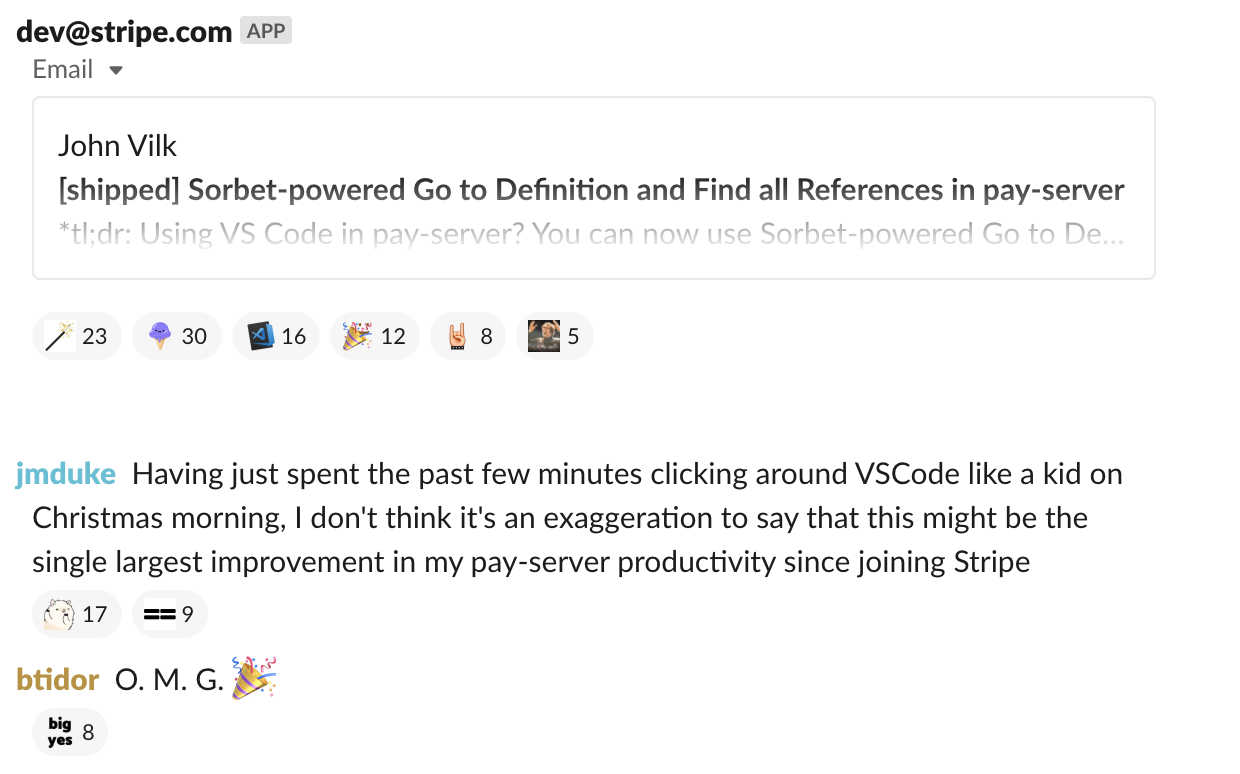 dev@stripe.com APP
Email
John Vilk
[shipped] Sorbet-powered Go to Definition and Find all References in pay-server
*tl;dr: Using VS Code in pay-server? You can now use Sorbet-powered Go to De...
23 30 16 12 8 5
jmduke Having just spent the past few minutes clicking around VSCode like a kid on
Christmas morning, I don't think it's an exaggeration to say that this might be the
single largest improvement in my pay-server productivity since joining Stripe
17 == 9
btidor O. M. G.
big
yes 8